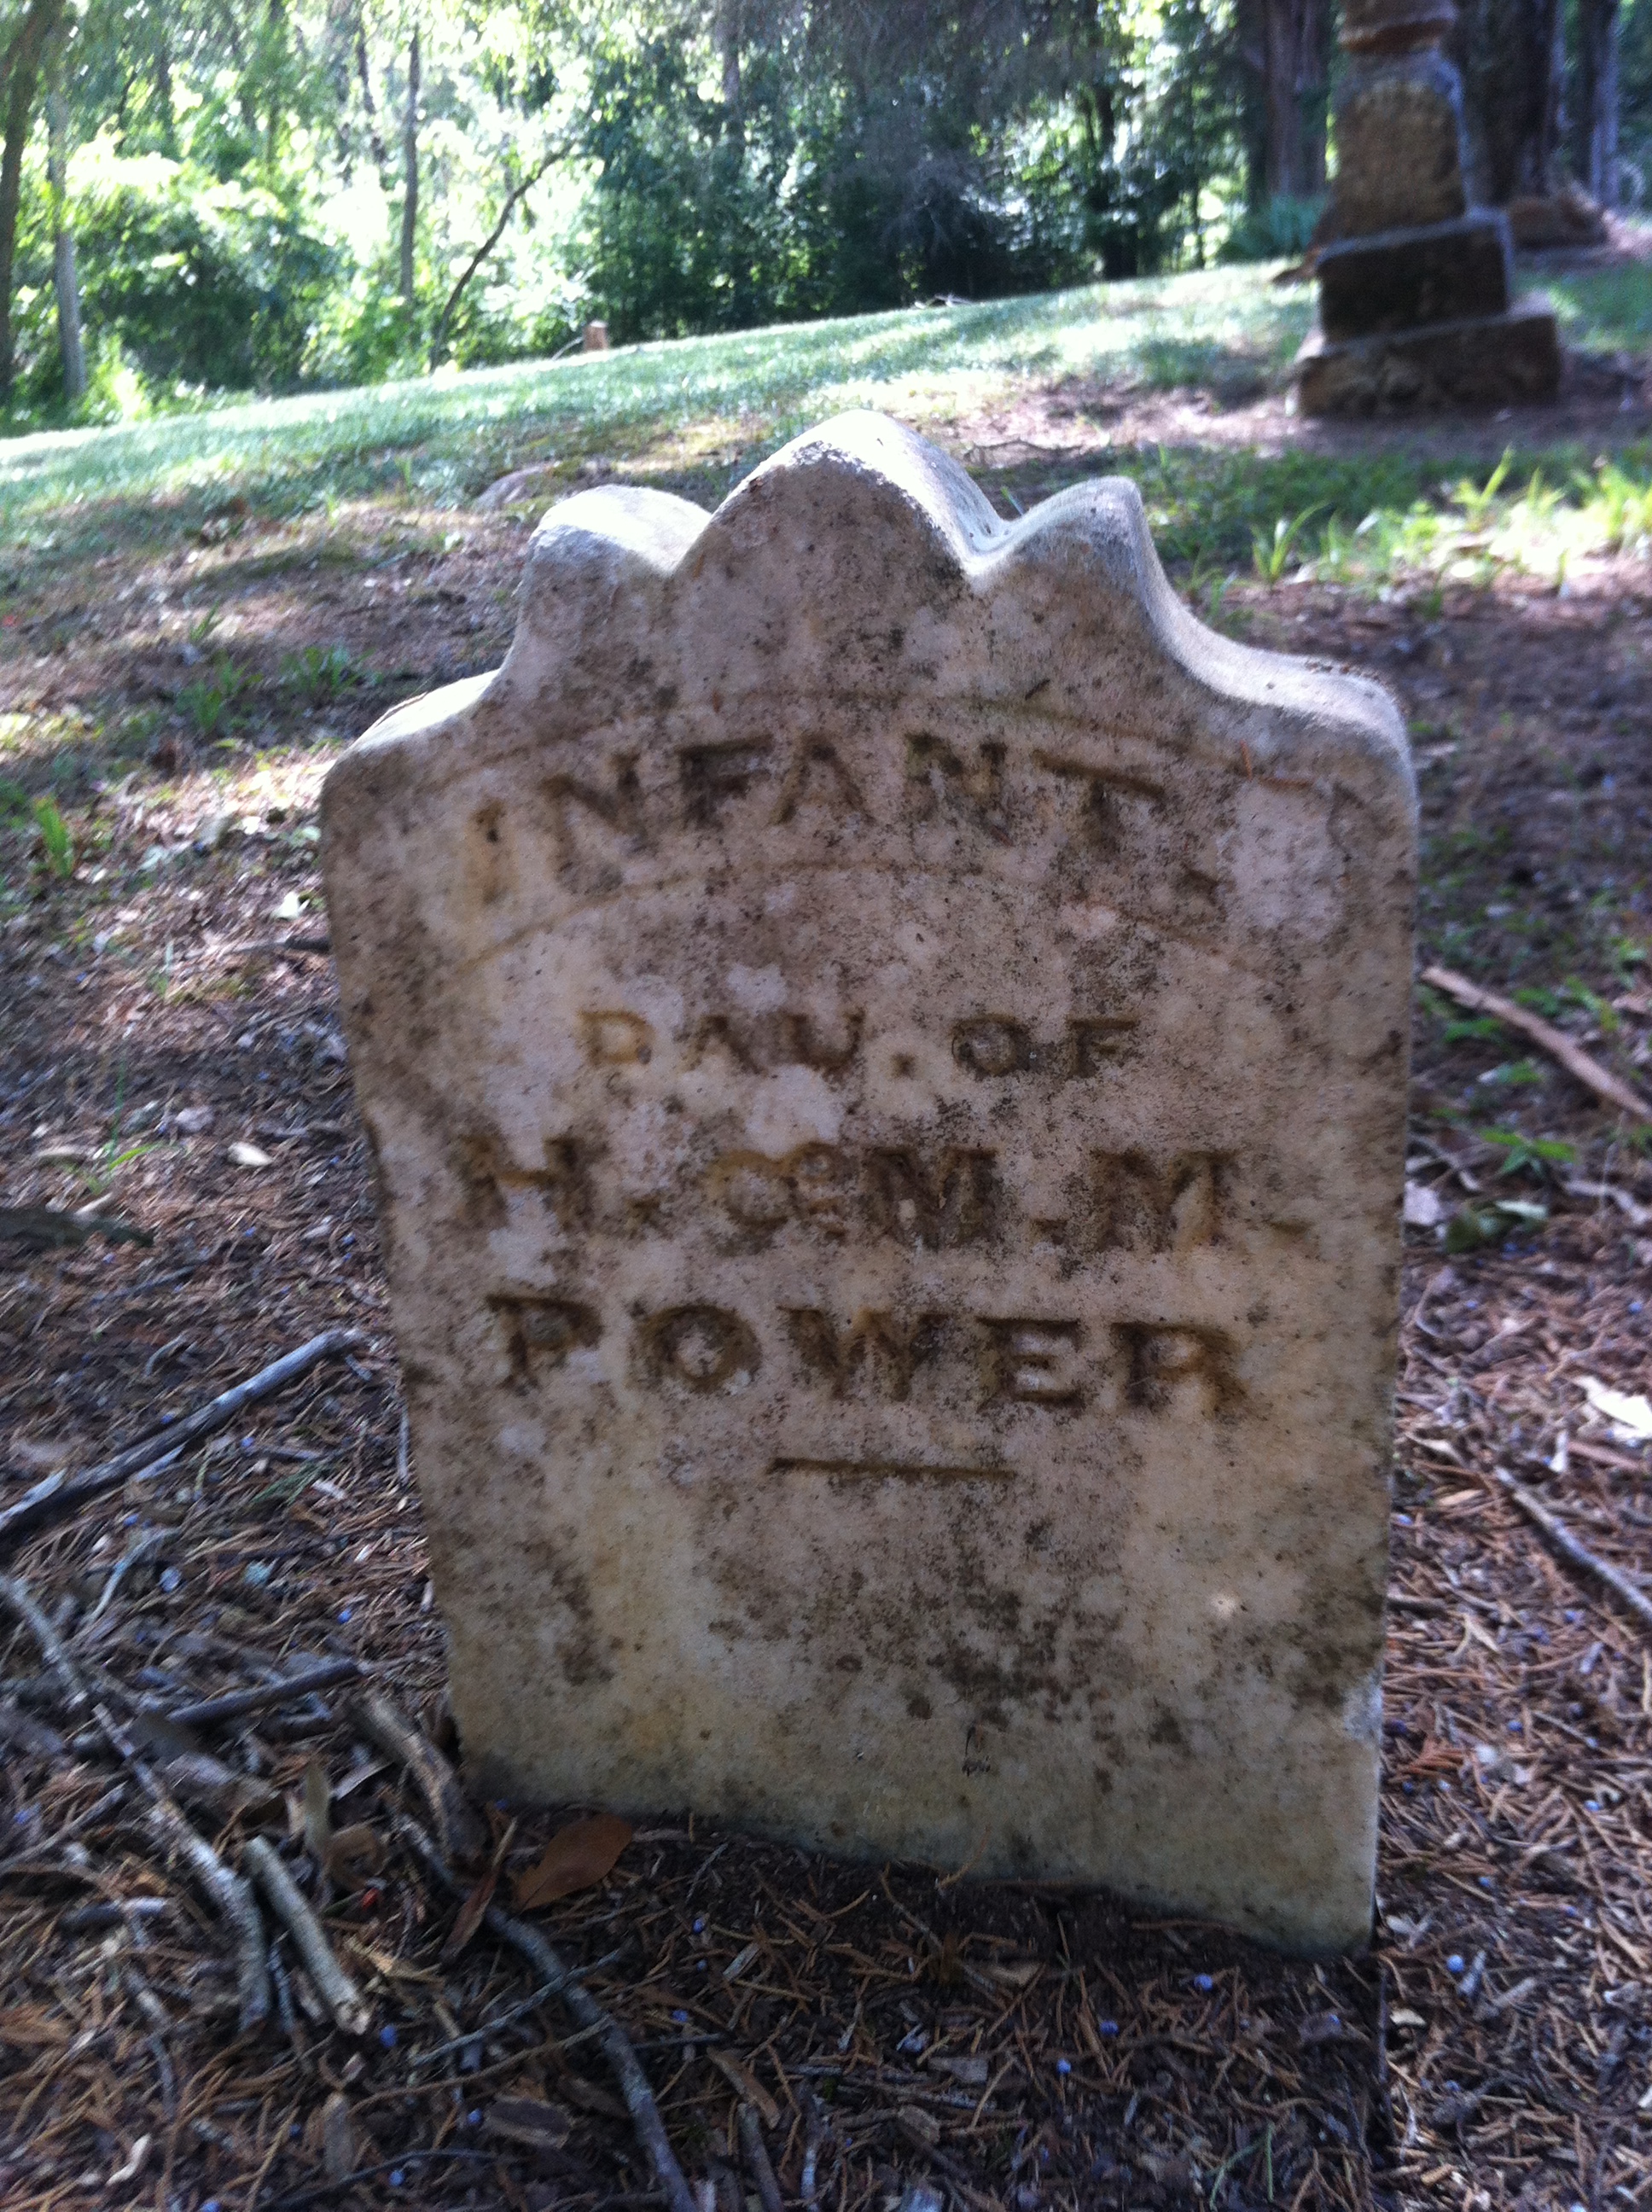 INFANT
DAU. OF
H. C. & M. M.
POWER